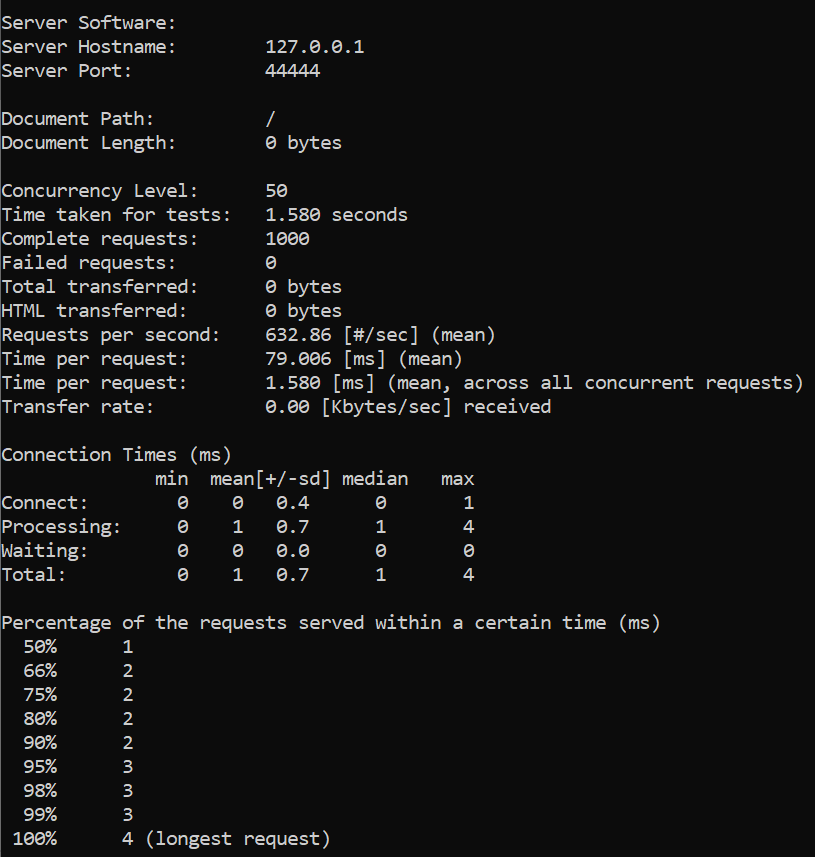 Server Software:
Server Hostname:        127.0.0.1
Server Port:            44444

Document Path:          /
Document Length:        0 bytes

Concurrency Level:      50
Time taken for tests:   1.580 seconds
Complete requests:      1000
Failed requests:        0
Total transferred:      0 bytes
HTML transferred:       0 bytes
Requests per second:    632.86 [#/sec] (mean)
Time per request:       79.006 [ms] (mean)
Time per request:       1.580 [ms] (mean, across all concurrent requests)
Transfer rate:          0.00 [Kbytes/sec] received

Connection Times (ms)
              min  mean[+/-sd] median   max
Connect:        0    0   0.4      0       1
Processing:     0    1   0.7      1       4
Waiting:        0    0   0.0      0       0
Total:          0    1   0.7      1       4

Percentage of the requests served within a certain time (ms)
  50%      1
  66%      2
  75%      2
  80%      2
  90%      2
  95%      3
  98%      3
  99%      3
 100%      4 (longest request)